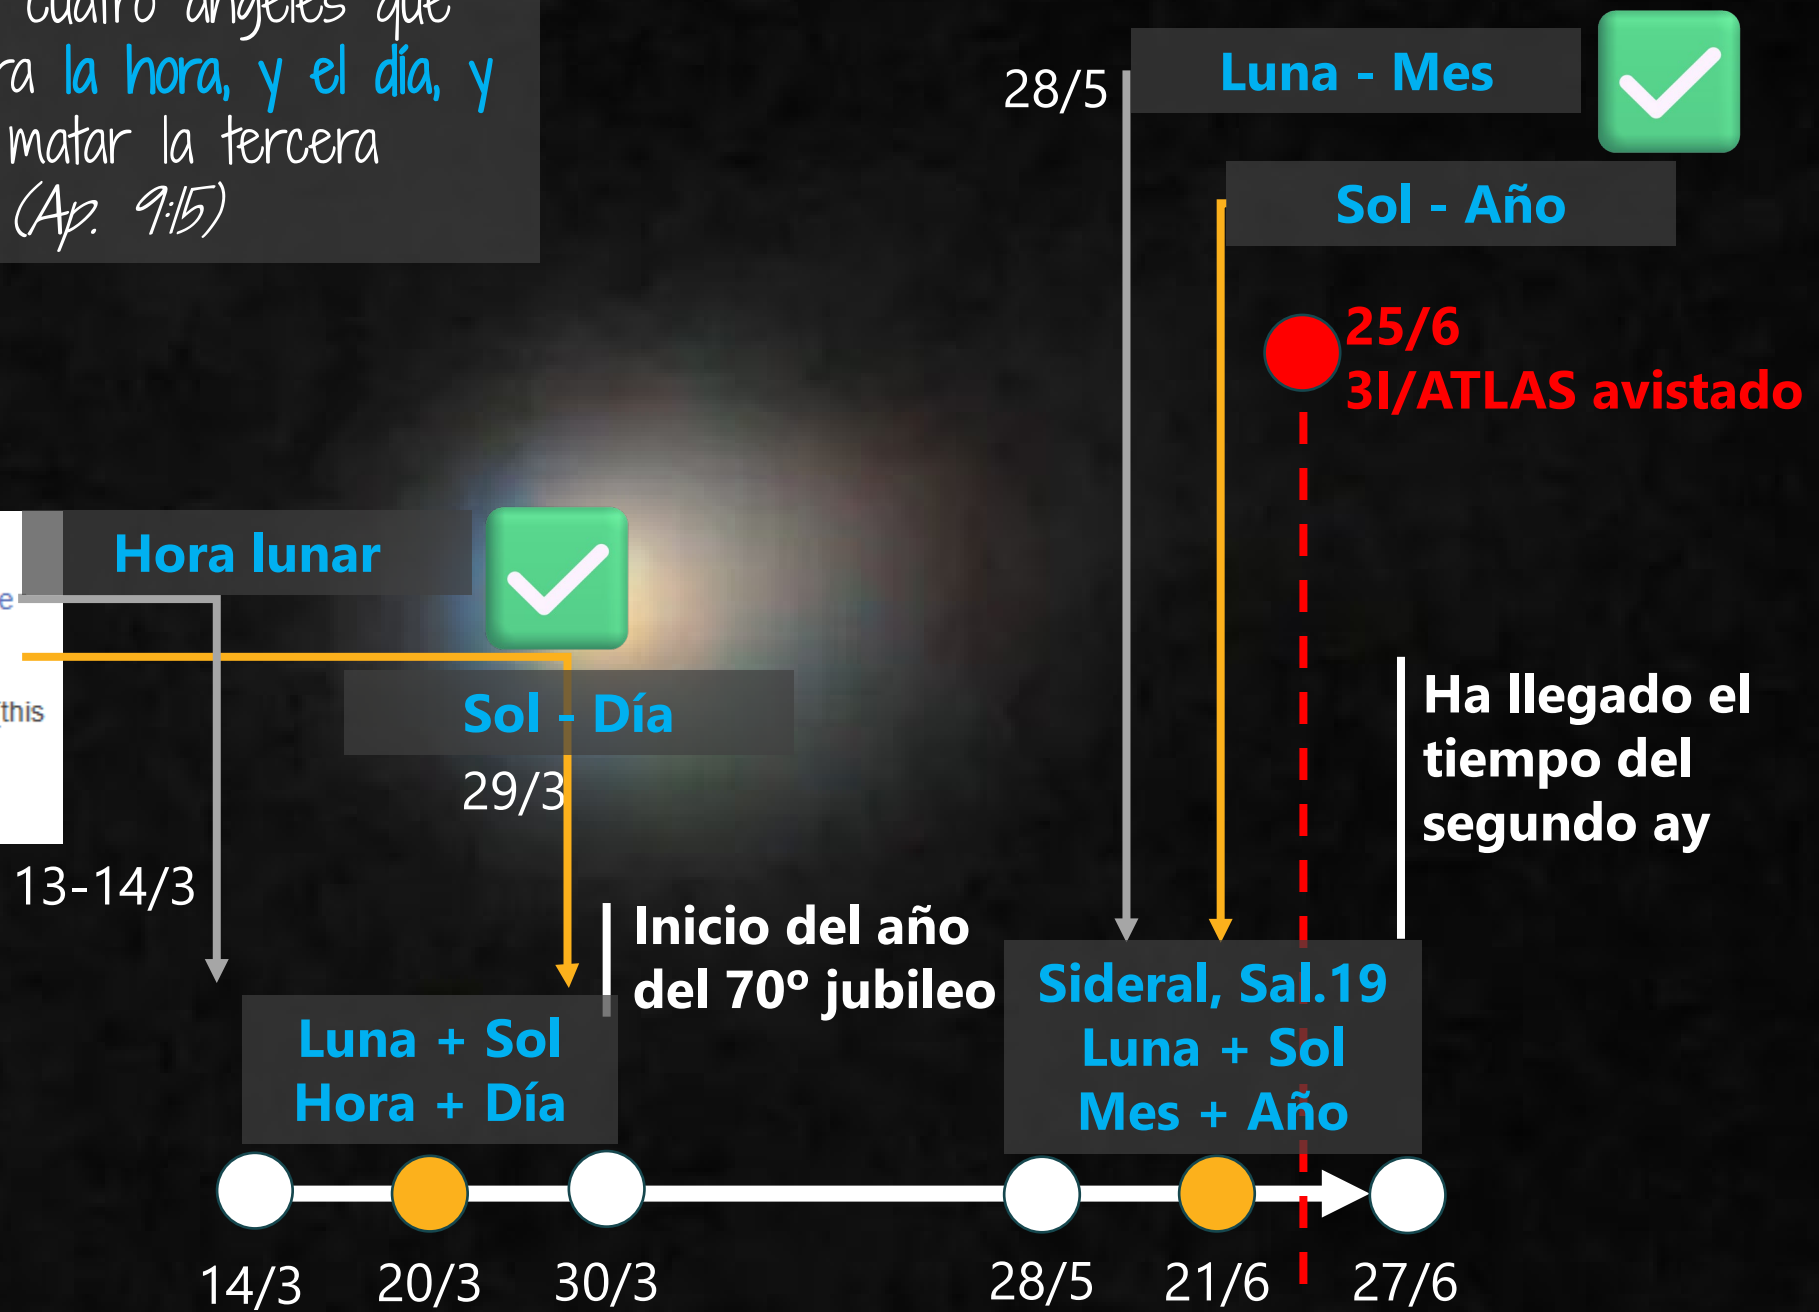 cuatro ángeles que
la hora, y el día, y
matar la tercera
(Ap. 9:15)
28/5
Luna - Mes
Sol - Año
25/6
3I/ATLAS avistado
Hora lunar
this
Sol - Día
29/3
13-14/3
Ha llegado el
tiempo del
segundo ay
Inicio del año
del 70º jubileo
Luna + Sol
Hora + Día
Sideral, Sal.19
Luna + Sol
Mes + Año
14/3
20/3
30/3
28/5
21/6
27/6